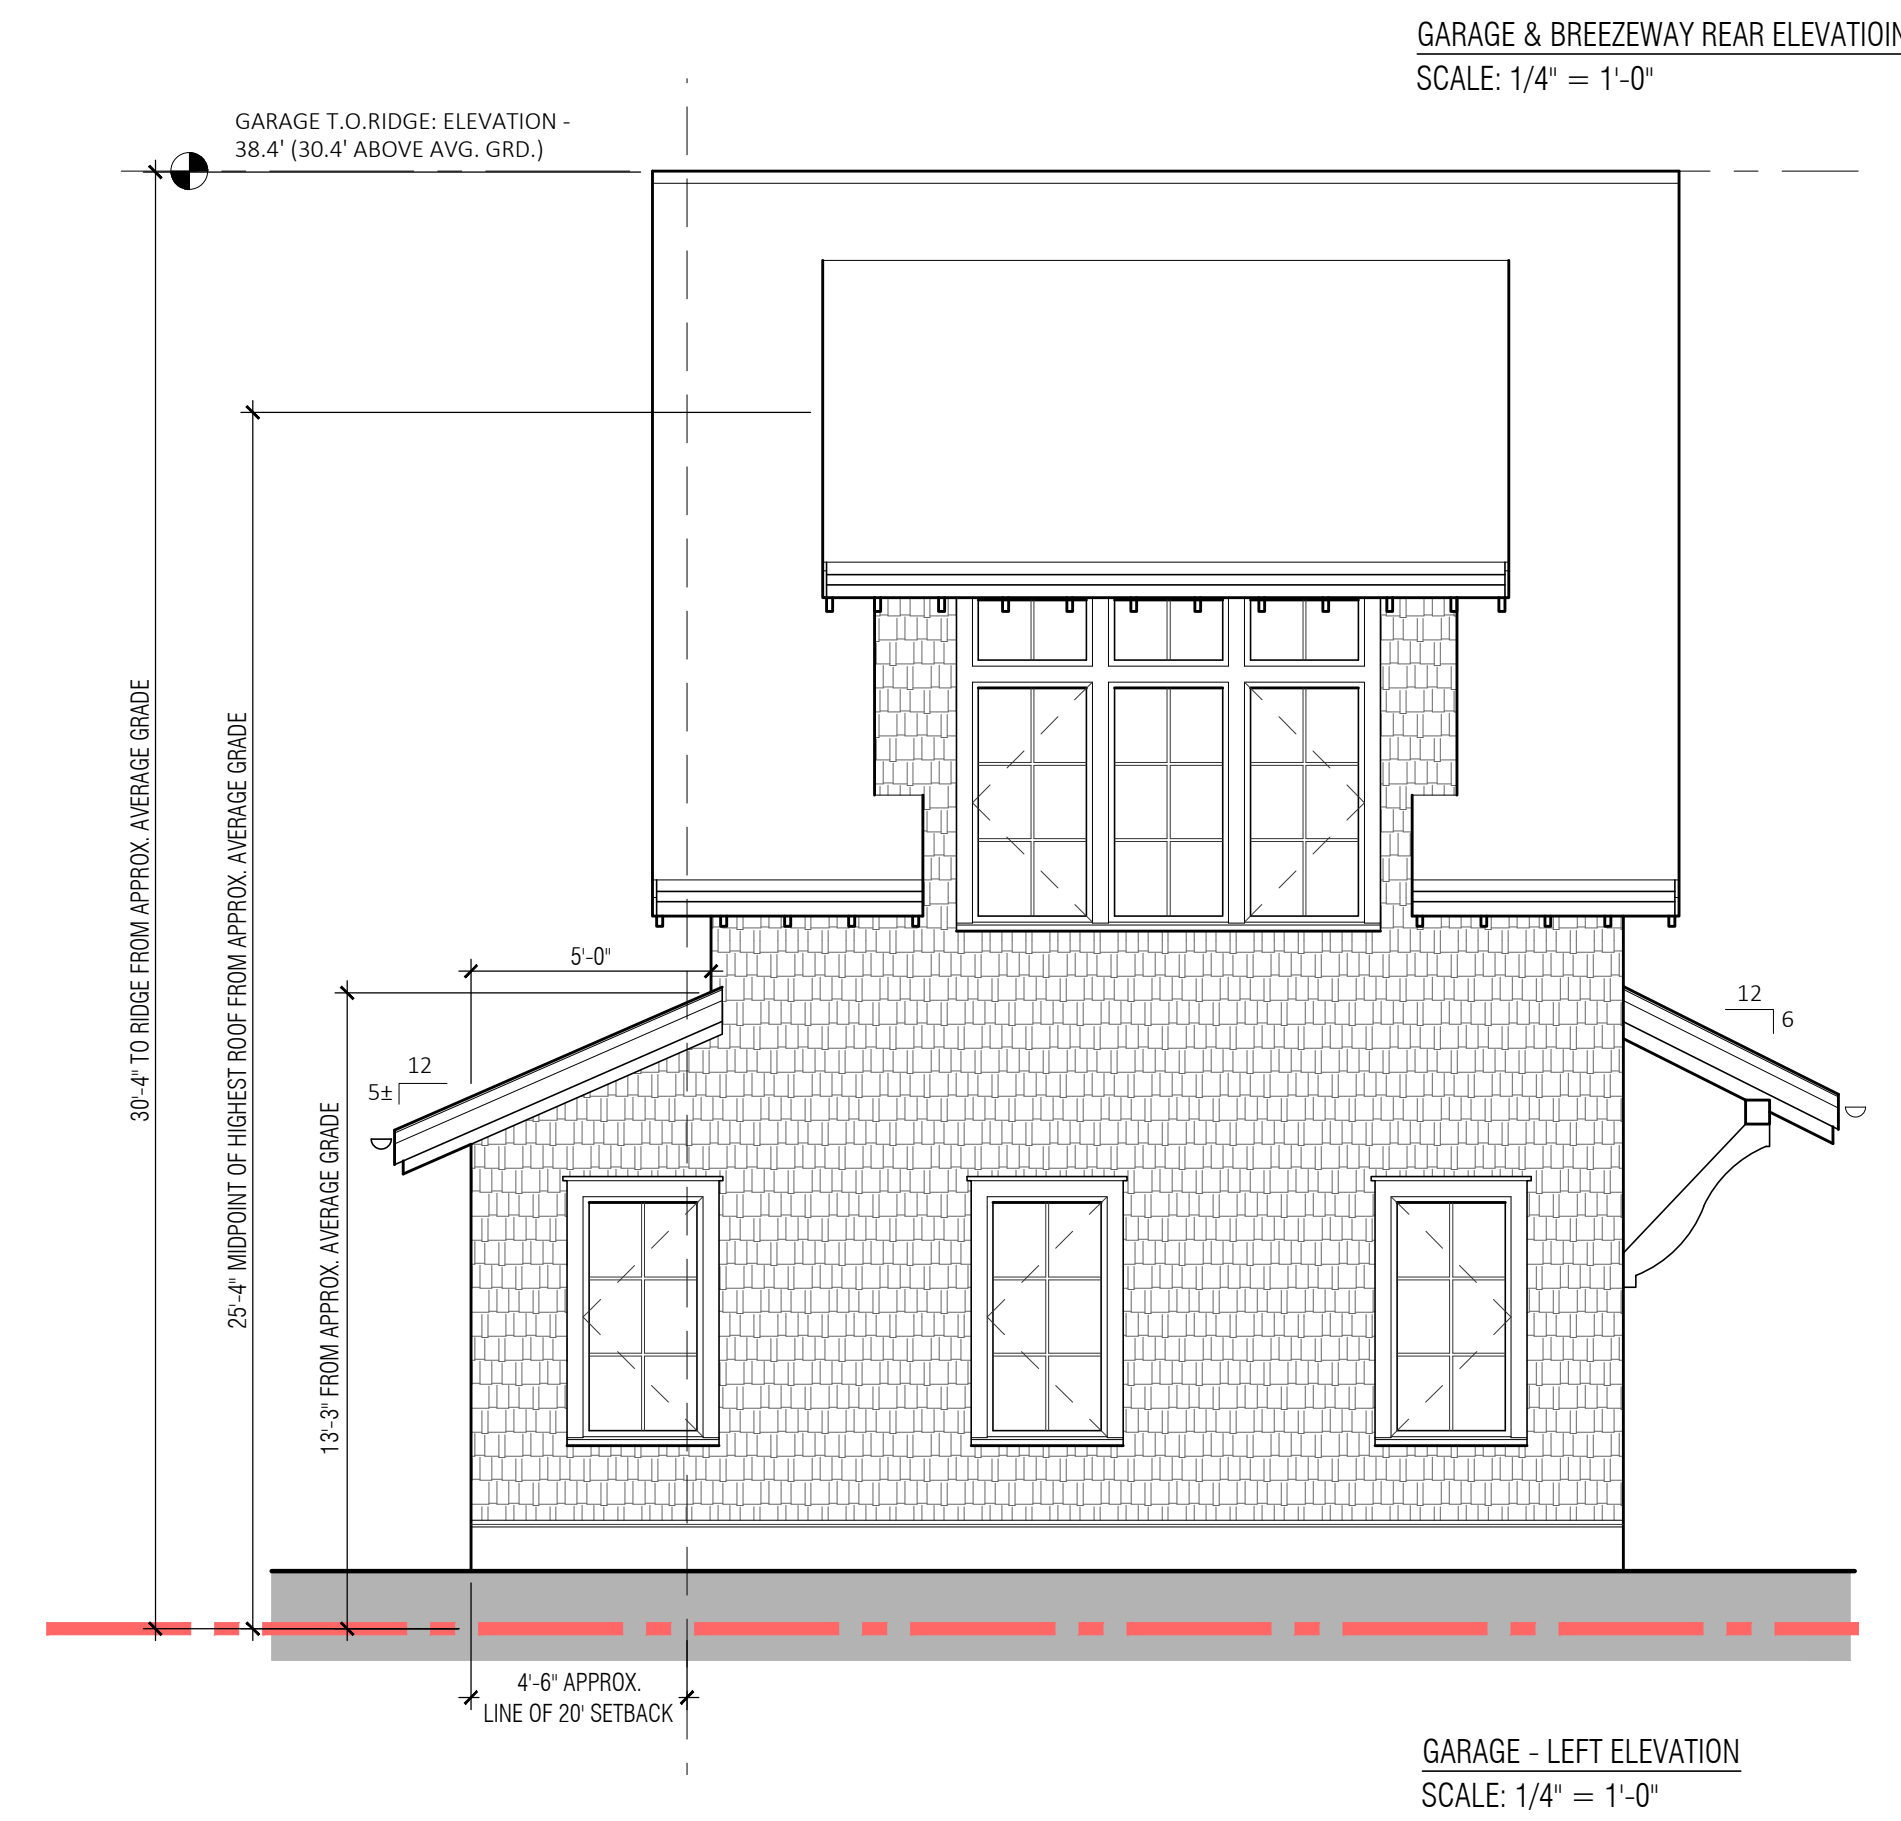 GARAGE & BREEZEWAY REAR ELEVATIOIN
SCALE: 1/4" = 1'-0"
GARAGE T.O.RIDGE: ELEVATION -
38.4' (30.4' ABOVE AVG. GRD.)
30'-4" TO RIDGE FROM APPROX. AVERAGE GRADE
25'-4" MIDPOINT OF HIGHEST ROOF FROM APPROX. AVERAGE GRADE
13'-3" FROM APPROX. AVERAGE GRADE
5'-0"
12
5±
12
6
4'-6" APPROX.
LINE OF 20' SETBACK
GARAGE - LEFT ELEVATION
SCALE: 1/4" = 1'-0"